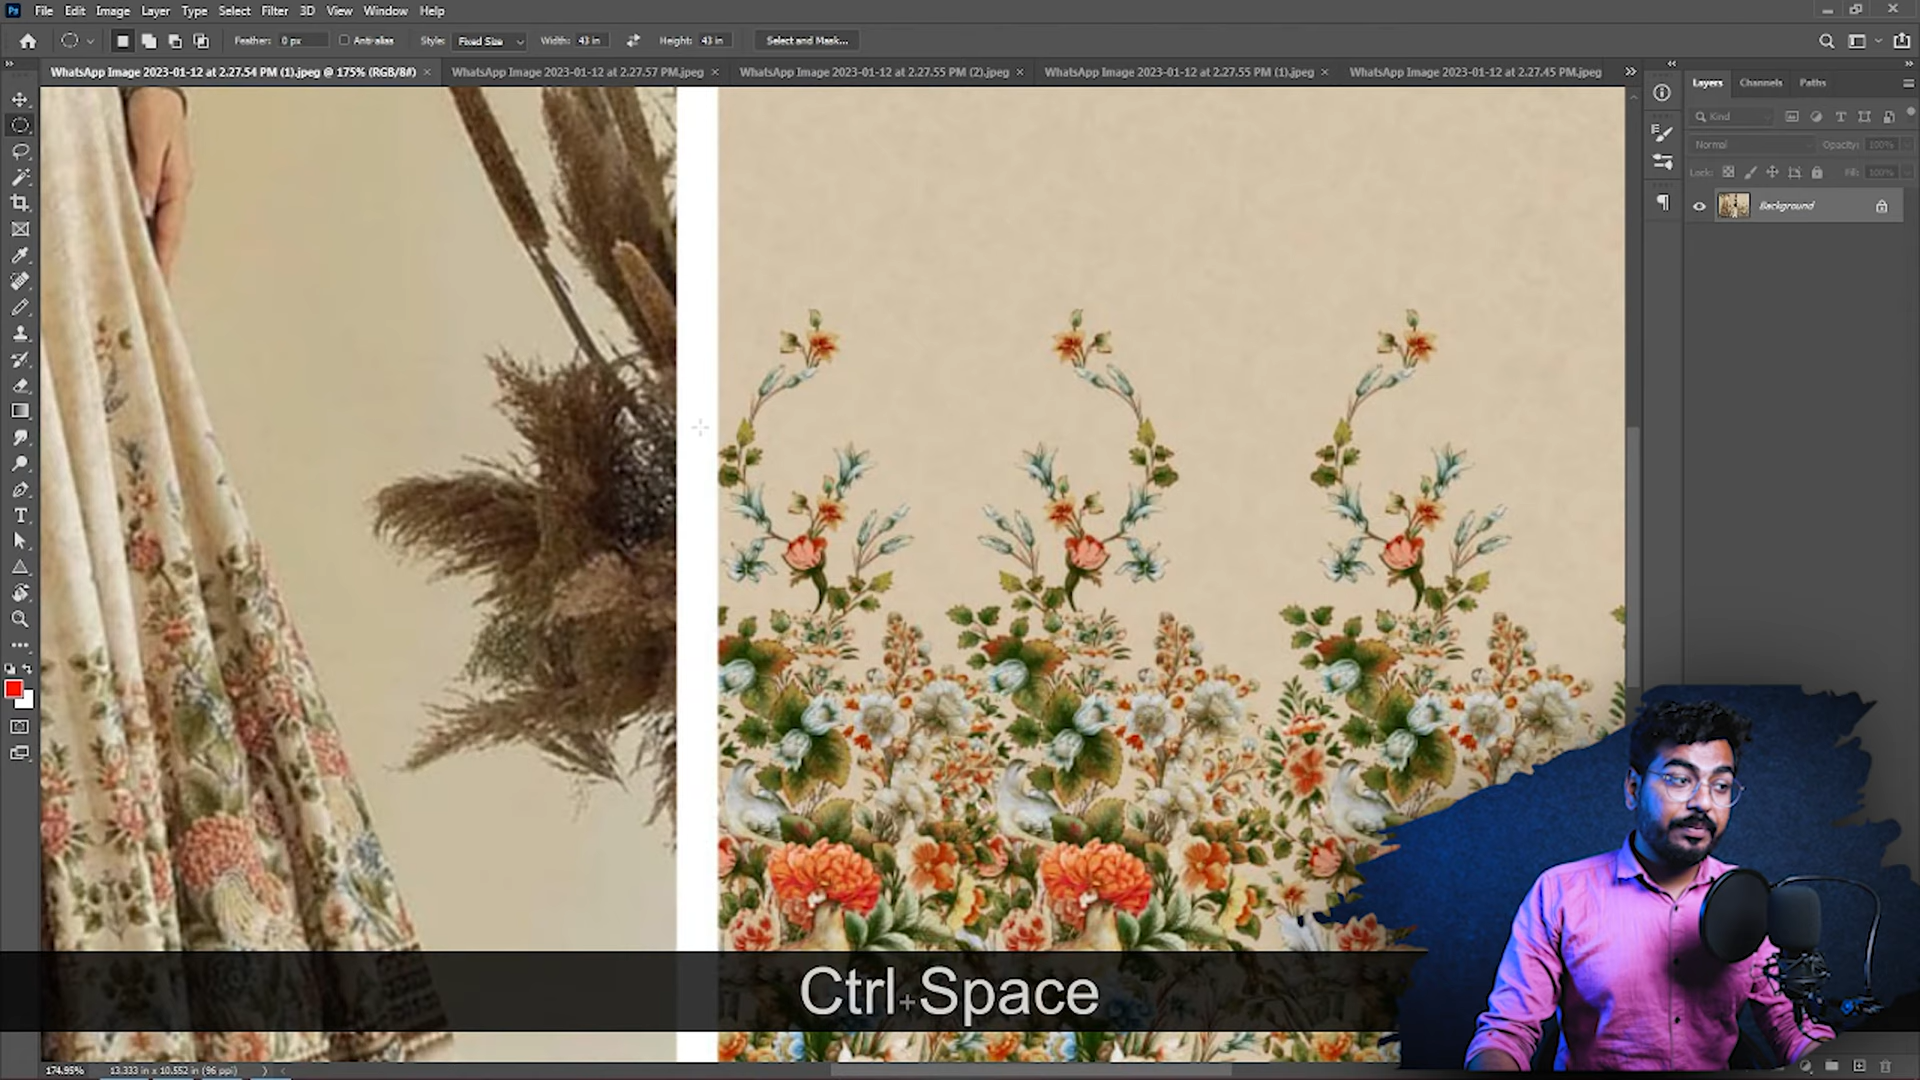 Ps File Edit Image Layer Type Select Filter 3D View Window Help
Feather: 0 px Anti-alias Style: Fixed Size Width: 43 in Height: 43 in Select and Mask...
WhatsApp Image 2023-01-12 at 2.27.54 PM (1).jpeg @ 175% (RGB/8#) × WhatsApp Image 2023-01-12 at 2.27.57 PM.jpeg × WhatsApp Image 2023-01-12 at 2.27.55 PM (2).jpeg × WhatsApp Image 2023-01-12 at 2.27.55 PM (1).jpeg × WhatsApp Image 2023-01-12 at 2.27.45 PM.jpeg
Layers Channels Paths
Kind
Normal Opacity: 100%
Lock: Fill: 100%
Background
Ctrl+Space
174.95% 13.333 in x 10.552 in (96 ppi)